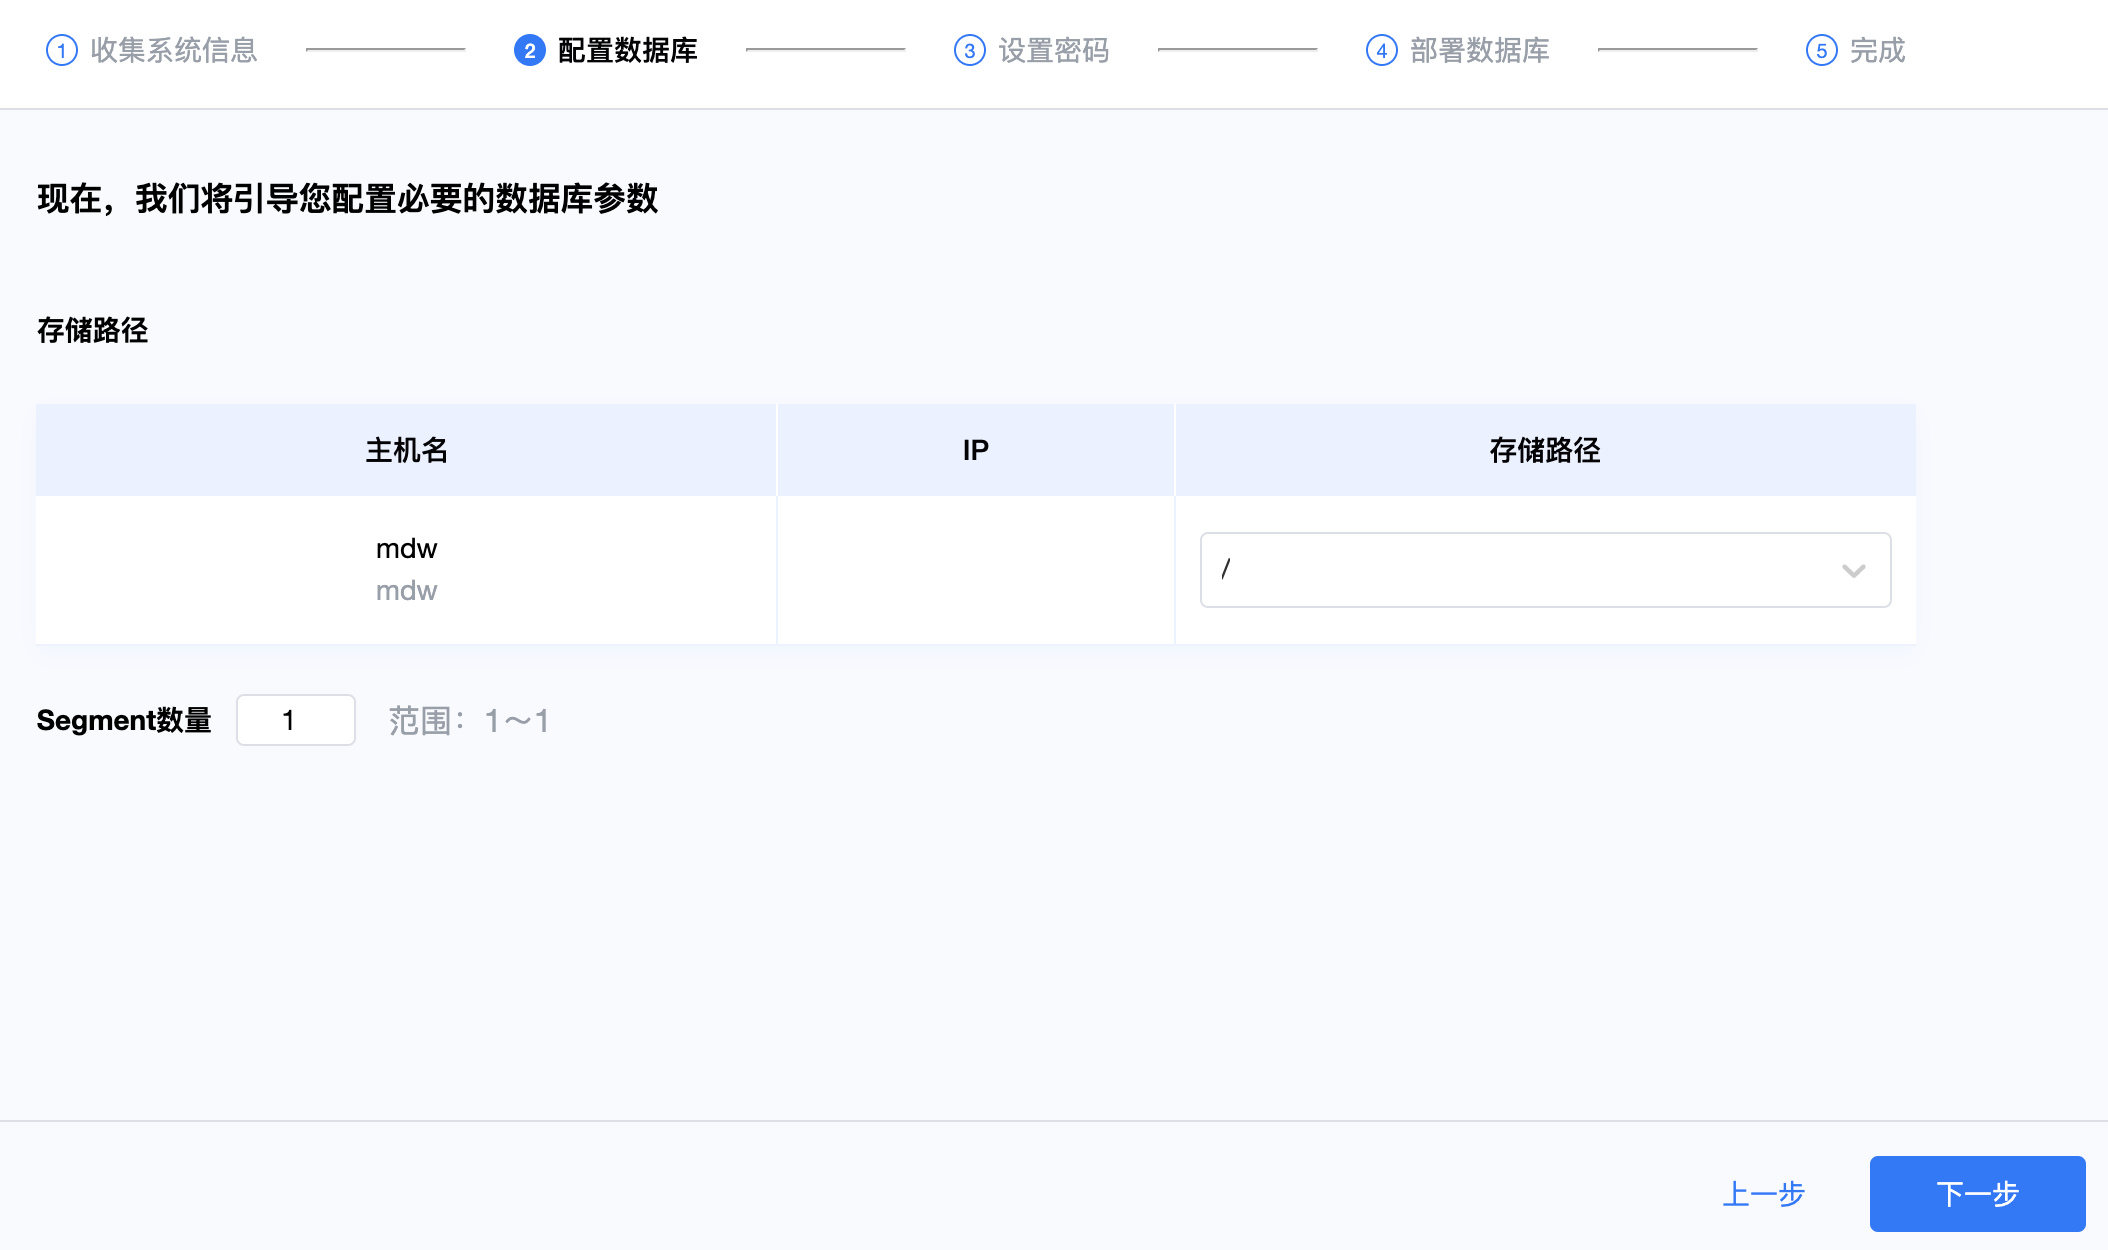 1 收集系统信息 2 配置数据库 3 设置密码 4 部署数据库 5 完成
现在，我们将引导您配置必要的数据库参数
存储路径
主机名 IP 存储路径
mdw /
mdw
Segment数量 1 范围：1～1
上一步 下一步